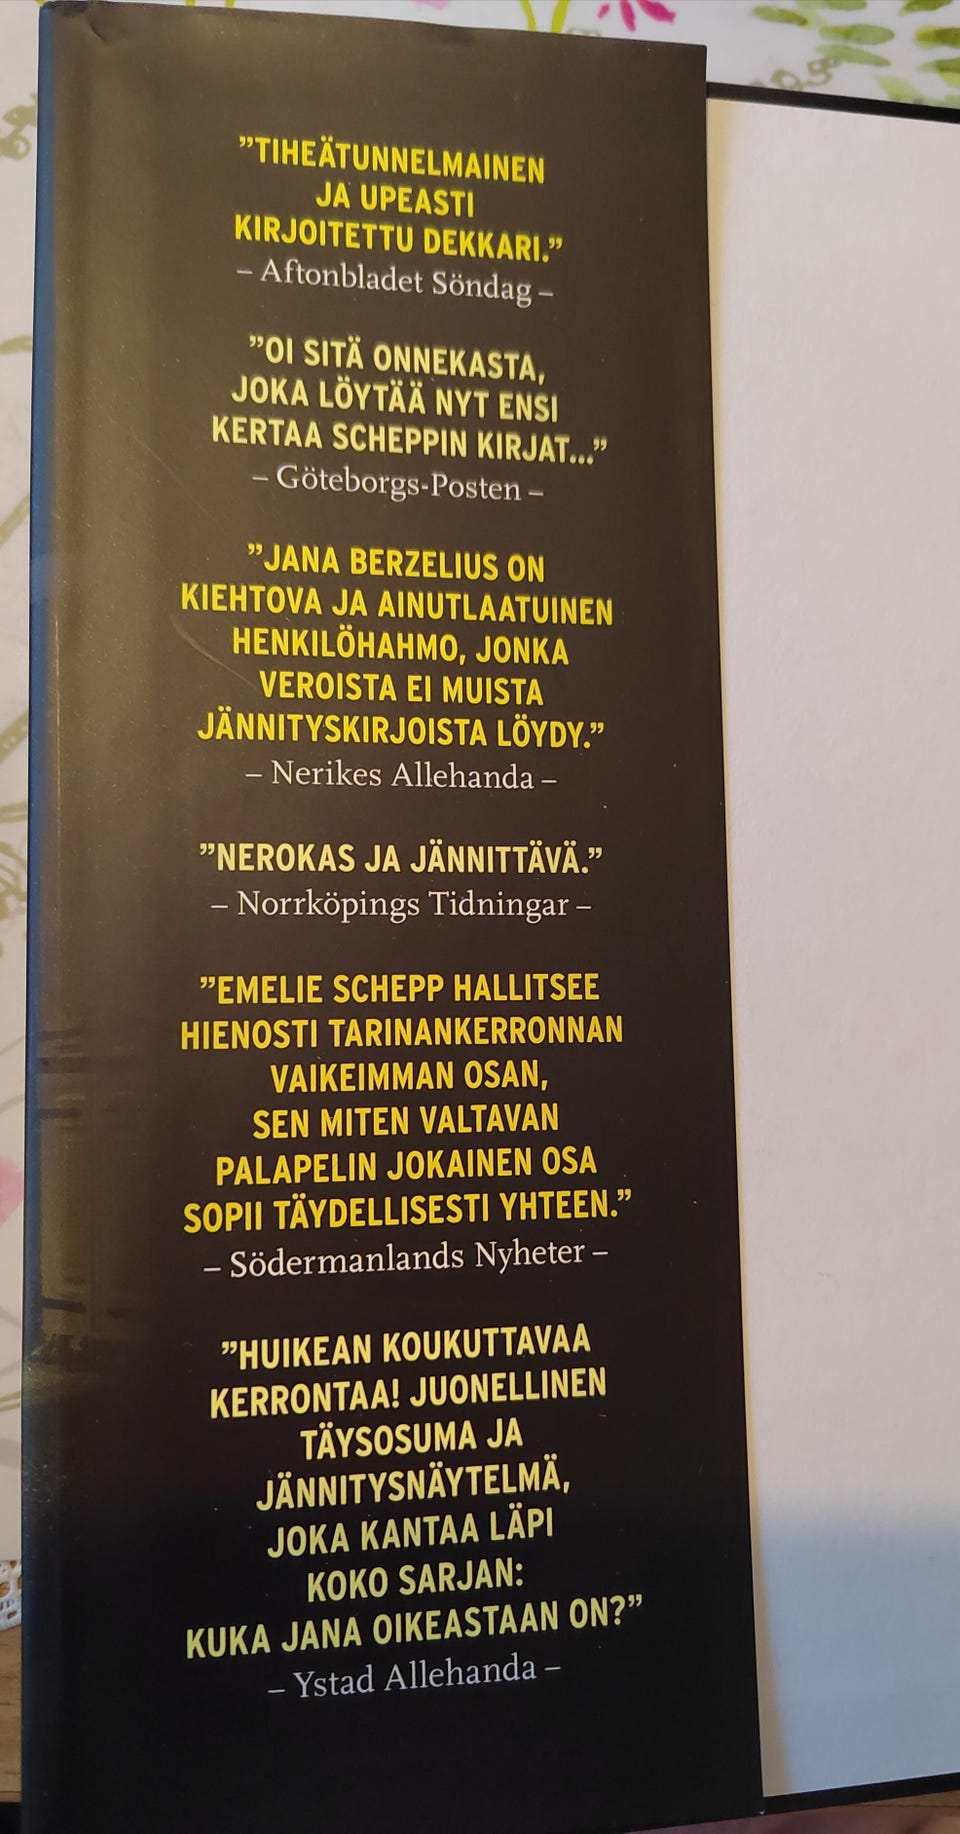 ”TIHEÄTUNNELMAINEN
JA UPEASTI
KIRJOITETTU DEKKARI.”
– Aftonbladet Söndag –
”OI SITÄ ONNEKASTA,
JOKA LÖYTÄÄ NYT ENSI
KERTAA SCHEPPIN KIRJAT...”
– Göteborgs-Posten –
”JANA BERZELIUS ON
KIEHTOVA JA AINUTLAATUINEN
HENKILÖHAHMO, JONKA
VEROISTA EI MUISTA
JÄNNITYSKIRJOISTA LÖYDY.”
– Nerikes Allehanda –
”NEROKAS JA JÄNNITTÄVÄ.”
– Norrköpings Tidningar –
”EMELIE SCHEPP HALLITSEE
HIENOSTI TARINANKERRONNAN
VAIKEIMMAN OSAN,
SEN MITEN VALTAVAN
PALAPELIN JOKAINEN OSA
SOPII TÄYDELLISESTI YHTEEN.”
– Södermanlands Nyheter –
”HUIKEAN KOUKUTTAVAA
KERRONTAA! JUONELLINEN
TÄYSOSUMA JA
JÄNNITYSNÄYTELMÄ,
JOKA KANTAA LÄPI
KOKO SARJAN:
KUKA JANA OIKEASTAAN ON?”
– Ystad Allehanda –